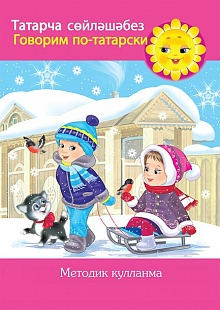 Татарча сөйләшәбез
Говорим по-татарски
Методик кулланма